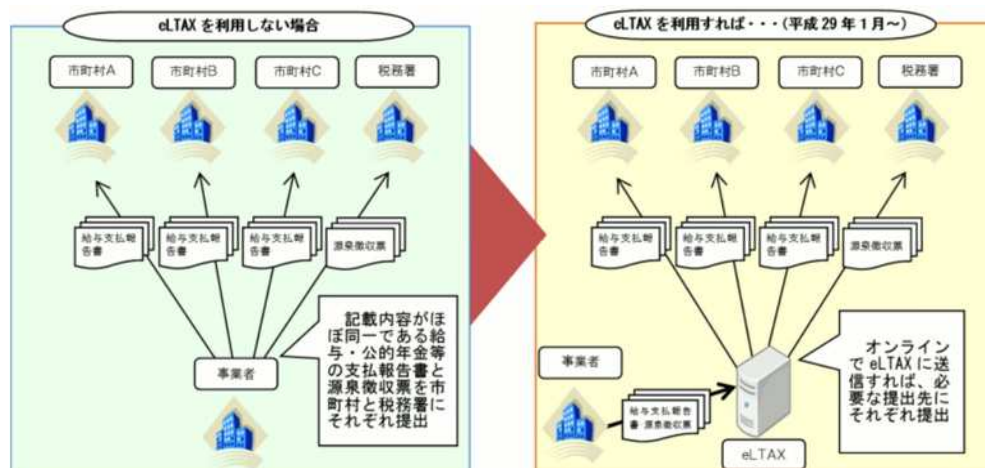 eLTAX を利用しない場合
市町村A
市町村B
市町村C
税務署
給与支払報
告書
給与支払報
告書
給与支払報
告書
源泉徴収票
記載内容がほ
ぼ同一である給
与・公的年金等
の支払報告書と
源泉徴収票を市
町村と税務署に
それぞれ提出
事業者
eLTAX を利用すれば・・・(平成 29 年 1 月～)
市町村A
市町村B
市町村C
税務署
給与支払報
告書
給与支払報
告書
給与支払報
告書
源泉徴収票
事業者
給与支払報告
書・源泉徴収票
eLTAX
オンライン
で eLTAX に送
信すれば、必
要な提出先に
それぞれ提出